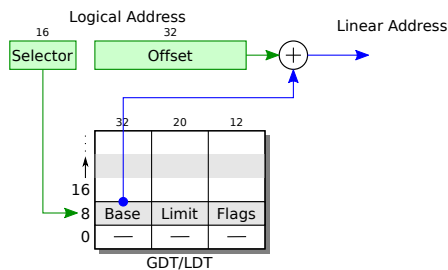 Logical Address
Linear Address
16 32
Selector Offset
32 20 12
⋮
16
8 Base Limit Flags
0 — — —
GDT/LDT